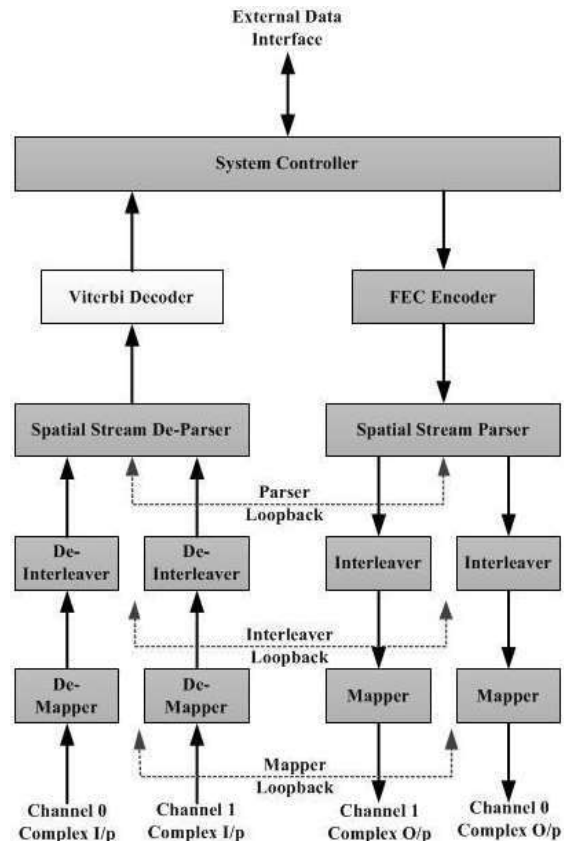 External Data
Interface
System Controller
Viterbi Decoder
FEC Encoder
Spatial Stream De-Parser
Spatial Stream Parser
Parser
Loopback
De-
Interleaver
De-
Interleaver
Interleaver
Interleaver
Interleaver
Loopback
De-
Mapper
De-
Mapper
Mapper
Mapper
Mapper
Loopback
Channel 0
Complex I/p
Channel 1
Complex I/p
Channel 1
Complex O/p
Channel 0
Complex O/p